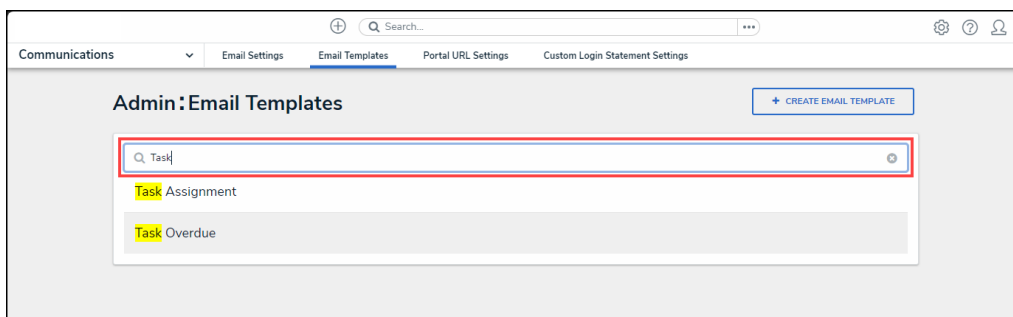 Search...
Communications Email Settings Email Templates Portal URL Settings Custom Login Statement Settings
Admin:Email Templates + CREATE EMAIL TEMPLATE
Task
Task Assignment
Task Overdue